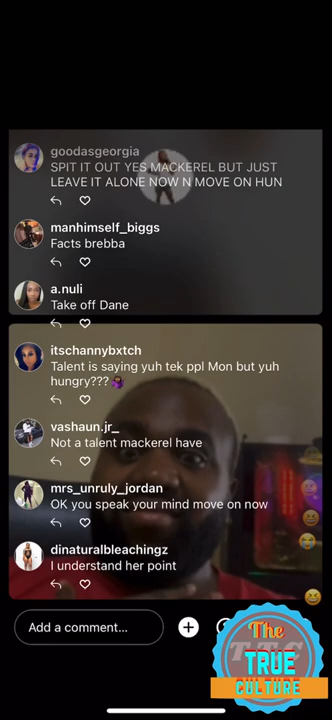 goodasgeorgia
SPIT IT OUT YES MACKEREL BUT JUST
LEAVE IT ALONE NOW N MOVE ON HUN
manhimself_biggs
Facts brebba
a.nuli
Take off Dane
itschannybxtch
Talent is saying yuh tek ppl Mon but yuh
hungry???
vashaun.jr_
Not a talent mackerel have
mrs_unruly_jordan
OK you speak your mind move on now
dinaturalbleachingz
I understand her point
Add a comment...
The
TRUE
CULTURE